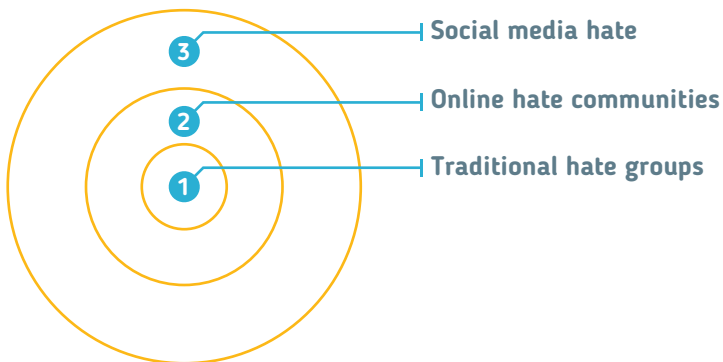 3 Social media hate
2 Online hate communities
1 Traditional hate groups